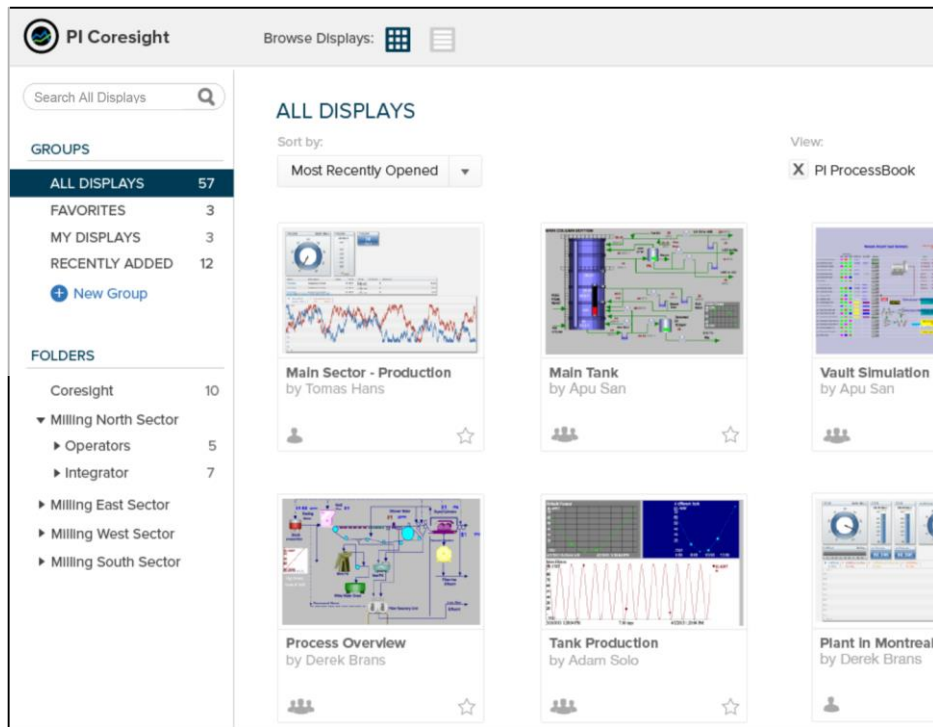 PI Coresight
Browse Displays:
Search All Displays
GROUPS
ALL DISPLAYS 57
FAVORITES 3
MY DISPLAYS 3
RECENTLY ADDED 12
New Group
FOLDERS
Coresight 10
Milling North Sector
Operators 5
Integrator 7
Milling East Sector
Milling West Sector
Milling South Sector
ALL DISPLAYS
Sort by:
Most Recently Opened
View:
X PI ProcessBook
Main Sector - Production
by Tomas Hans
Main Tank
by Apu San
Vault Simulation
by Apu San
Process Overview
by Derek Brans
Tank Production
by Adam Solo
Plant in Montreal
by Derek Brans